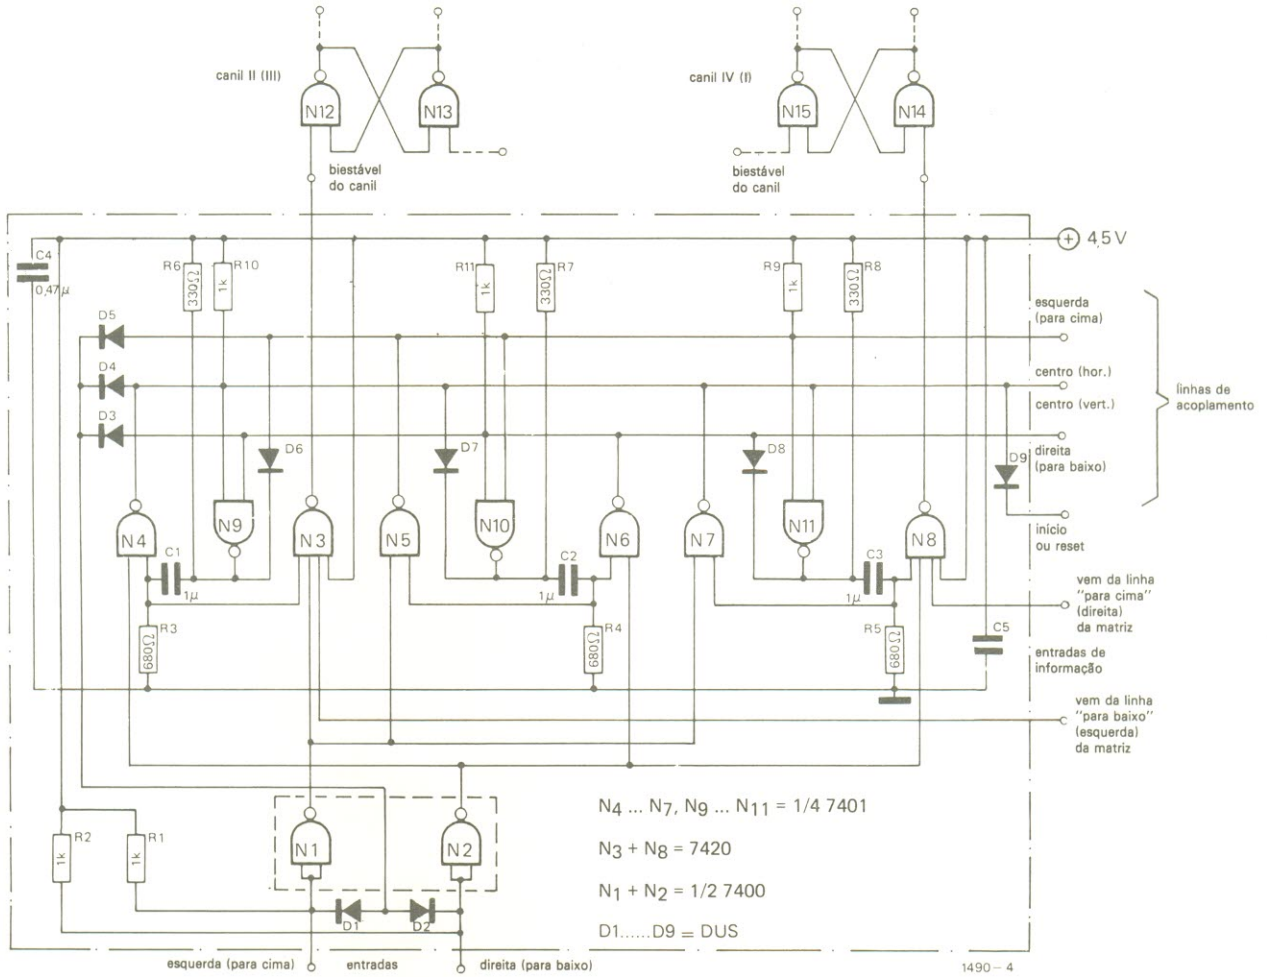 canil II (III)
N12
N13
biestável
do canil
canil IV (I)
N15
N14
biestável
do canil
4,5V
C4
0,47µ
R6
330Ω
R10
1k
R11
1k
R7
330Ω
R9
1k
R8
330Ω
D5
D4
D3
D6
D7
D8
D9
esquerda
(para cima)
centro (hor.)
centro (vert.)
direita
(para baixo)
linhas de
acoplamento
início
ou reset
N4
N9
N3
N5
N10
N6
N7
N11
N8
C1
1µ
C2
1µ
C3
1µ
R3
680Ω
R4
680Ω
R5
680Ω
C5
vem da linha
"para cima"
(direita)
da matriz
entradas de
informação
vem da linha
"para baixo"
(esquerda)
da matriz
R2
1k
R1
1k
N1
N2
D1
D2
N4 ... N7, N9 ... N11 = 1/4 7401
N3 + N8 = 7420
N1 + N2 = 1/2 7400
D1......D9 = DUS
esquerda (para cima)
entradas
direita (para baixo)
1490 – 4